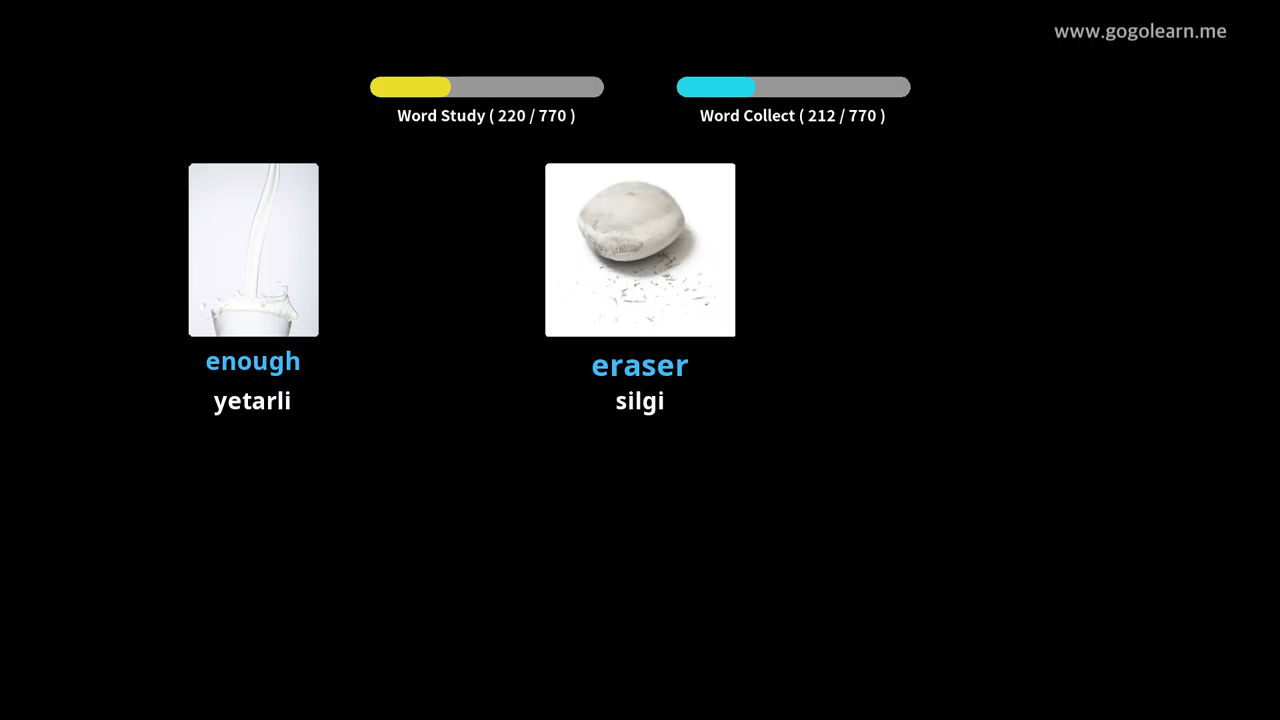 www.gogolearn.me
Word Study ( 220 / 770 )
Word Collect ( 212 / 770 )
enough
yetarli
eraser
silgi